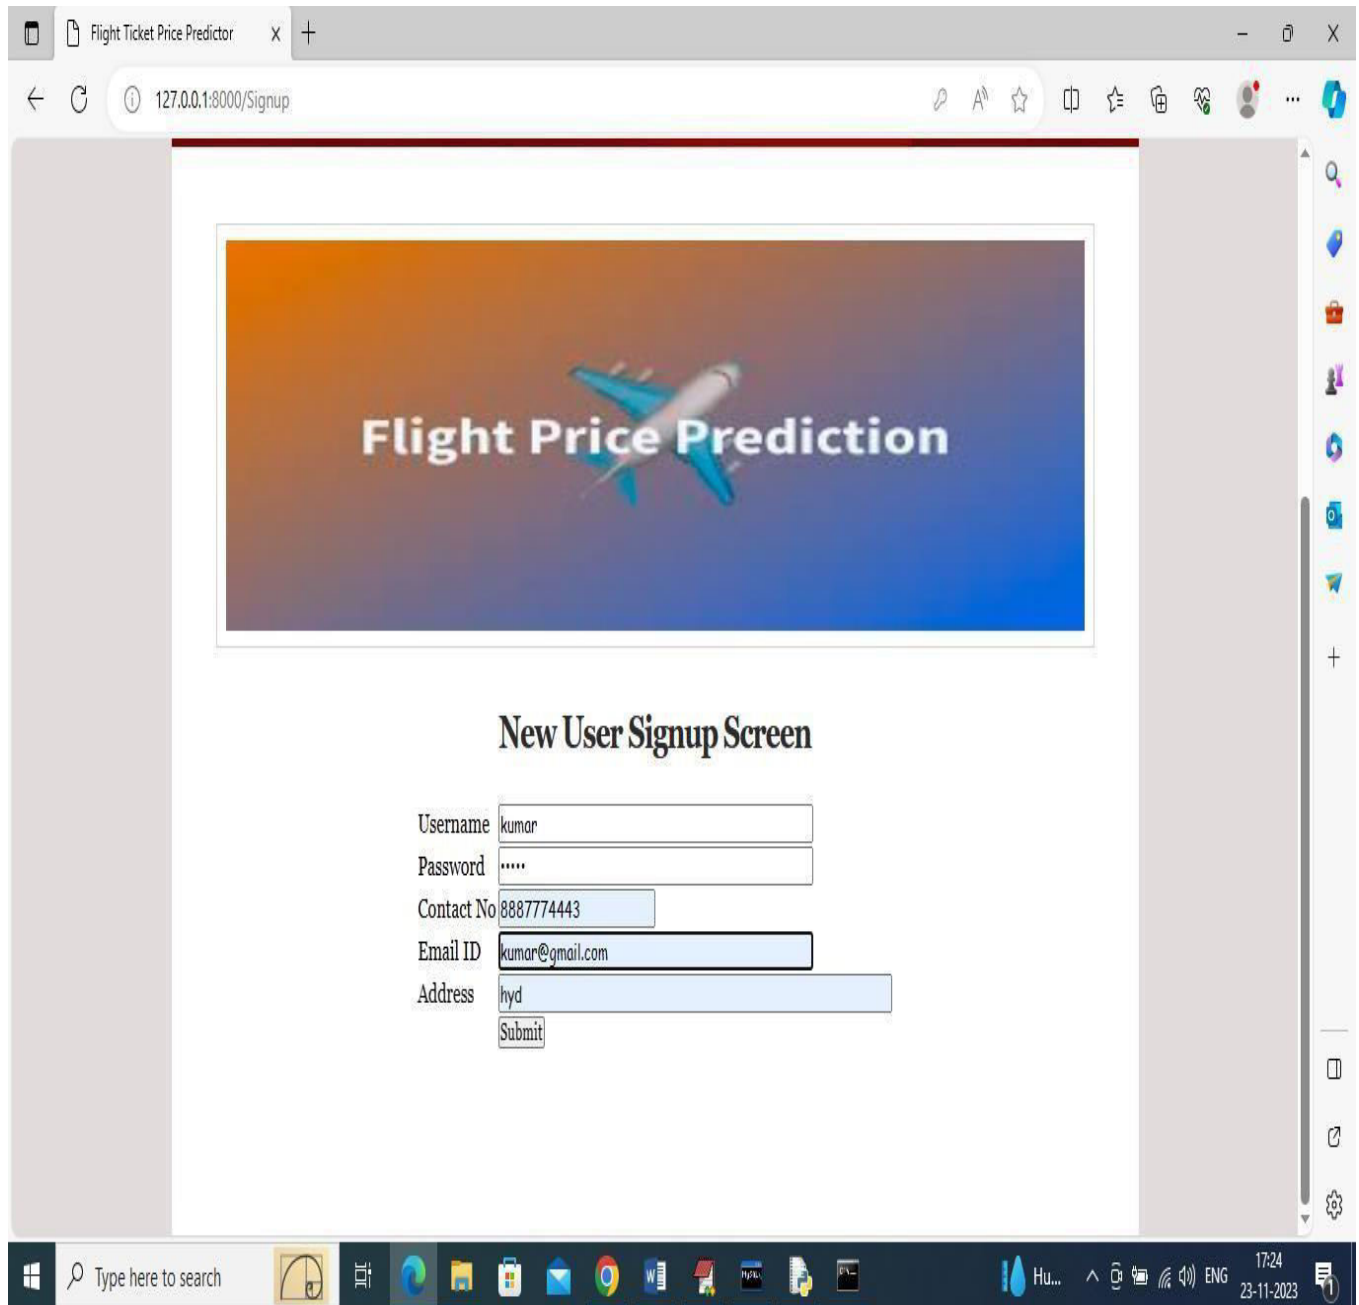 Flight Ticket Price Predictor
127.0.0.1:8000/Signup
Flight Price Prediction
New User Signup Screen
Username kumar
Password •••••
Contact No 8887774443
Email ID kumar@gmail.com
Address hyd
Submit
Type here to search
Hu... ENG 17:24
23-11-2023